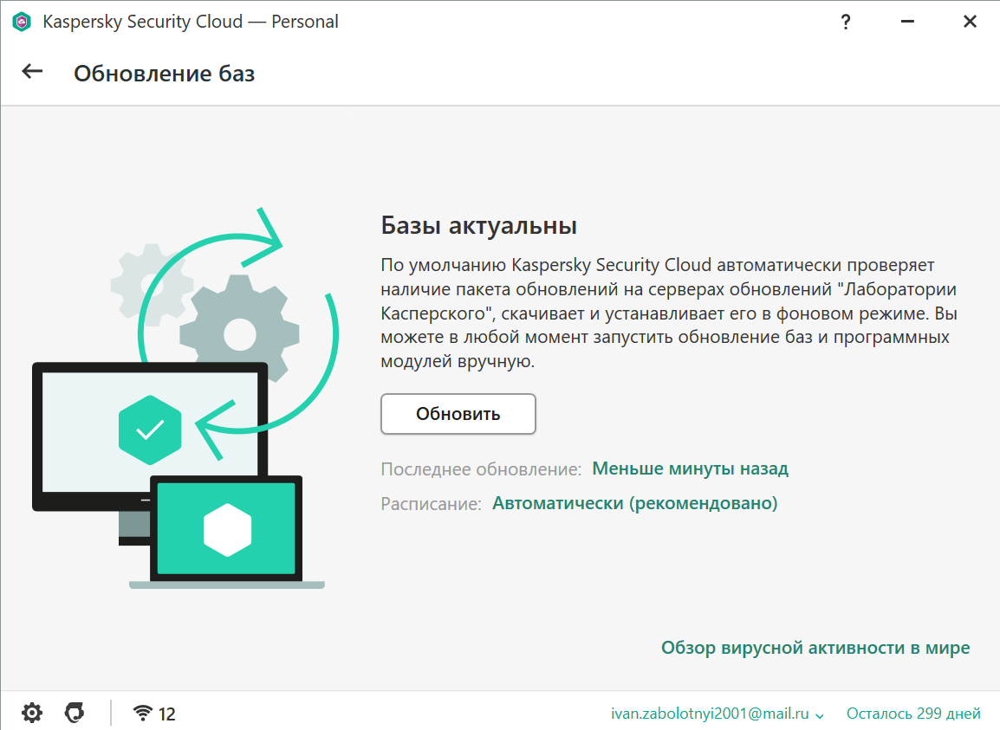 Kaspersky Security Cloud — Personal
?
Обновление баз
Базы актуальны
По умолчанию Kaspersky Security Cloud автоматически проверяет
наличие пакета обновлений на серверах обновлений "Лаборатории
Касперского", скачивает и устанавливает его в фоновом режиме. Вы
можете в любой момент запустить обновление баз и программных
модулей вручную.
Обновить
Последнее обновление: Меньше минуты назад
Расписание: Автоматически (рекомендовано)
Обзор вирусной активности в мире
12
ivan.zabolotnyi2001@mail.ru
Осталось 299 дней